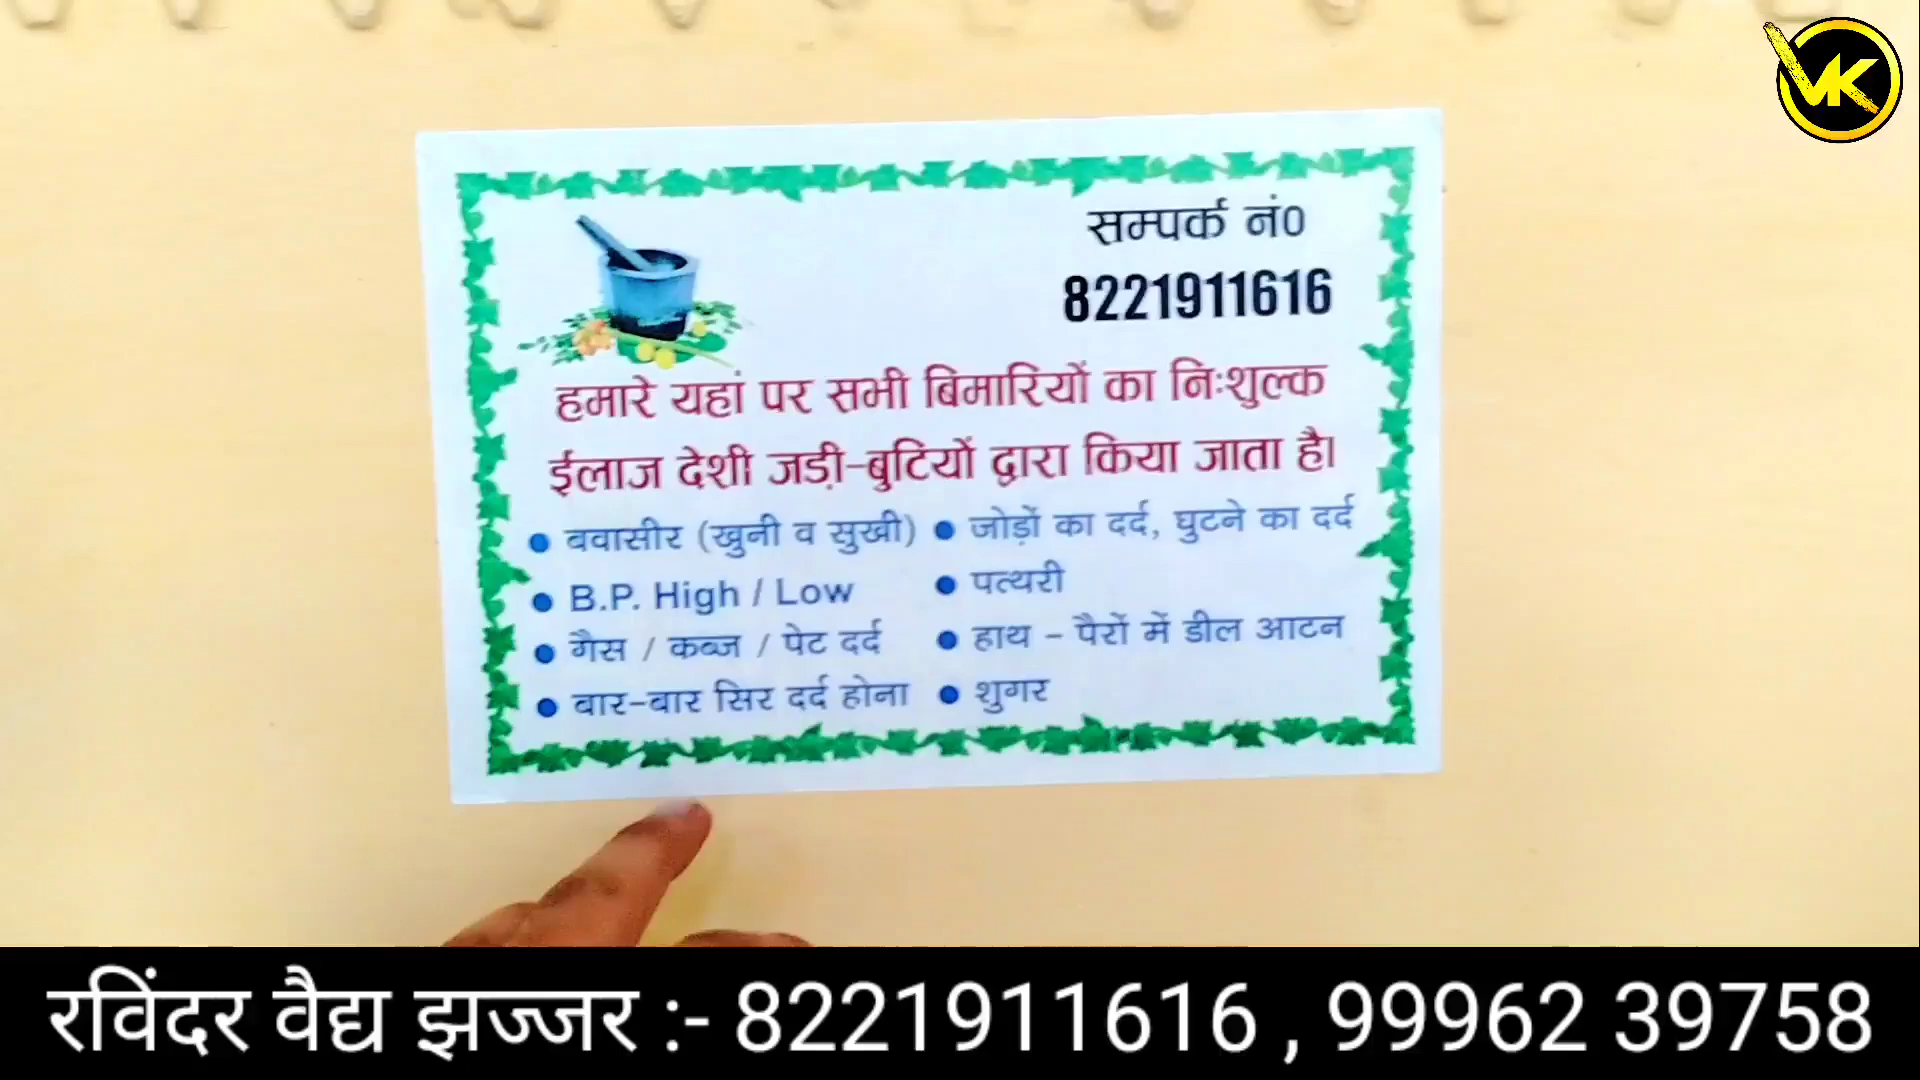 VK
सम्पर्क नं0
8221911616
हमारे यहां पर सभी बिमारियों का निःशुल्क
ईलाज देशी जड़ी-बुटियों द्वारा किया जाता है।
• बवासीर (खुनी व सुखी)
• जोड़ों का दर्द, घुटने का दर्द
• B.P. High / Low
• पत्थरी
• गैस / कब्ज / पेट दर्द
• हाथ - पैरों में डील आटन
• बार-बार सिर दर्द होना
• शुगर
रविंदर वैद्य झज्जर :- 8221911616 , 99962 39758